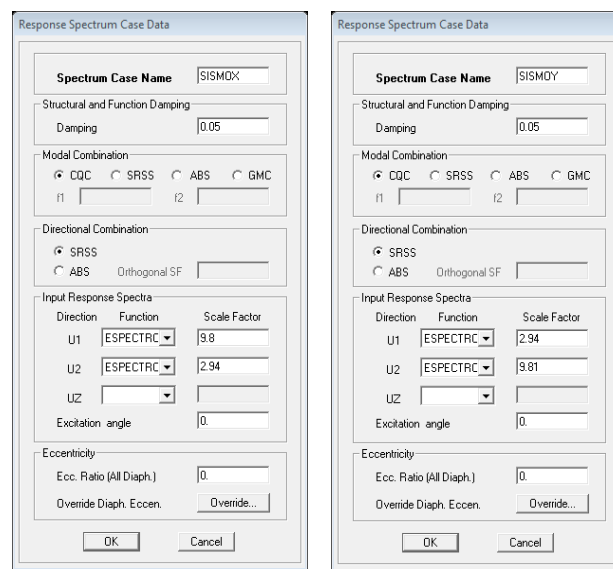 Response Spectrum Case Data
Spectrum Case Name SISMOX
Structural and Function Damping
Damping 0.05
Modal Combination
CQC SRSS ABS GMC
f1 f2
Directional Combination
SRSS
ABS Orthogonal SF
Input Response Spectra
Direction Function Scale Factor
U1 ESPECTRO 9.8
U2 ESPECTRO 2.94
UZ
Excitation angle 0.
Eccentricity
Ecc. Ratio (All Diaph.) 0.
Override Diaph. Eccen. Override...
OK Cancel
Response Spectrum Case Data
Spectrum Case Name SISMOY
Structural and Function Damping
Damping 0.05
Modal Combination
CQC SRSS ABS GMC
f1 f2
Directional Combination
SRSS
ABS Orthogonal SF
Input Response Spectra
Direction Function Scale Factor
U1 ESPECTRO 2.94
U2 ESPECTRO 9.81
UZ
Excitation angle 0.
Eccentricity
Ecc. Ratio (All Diaph.) 0.
Override Diaph. Eccen. Override...
OK Cancel